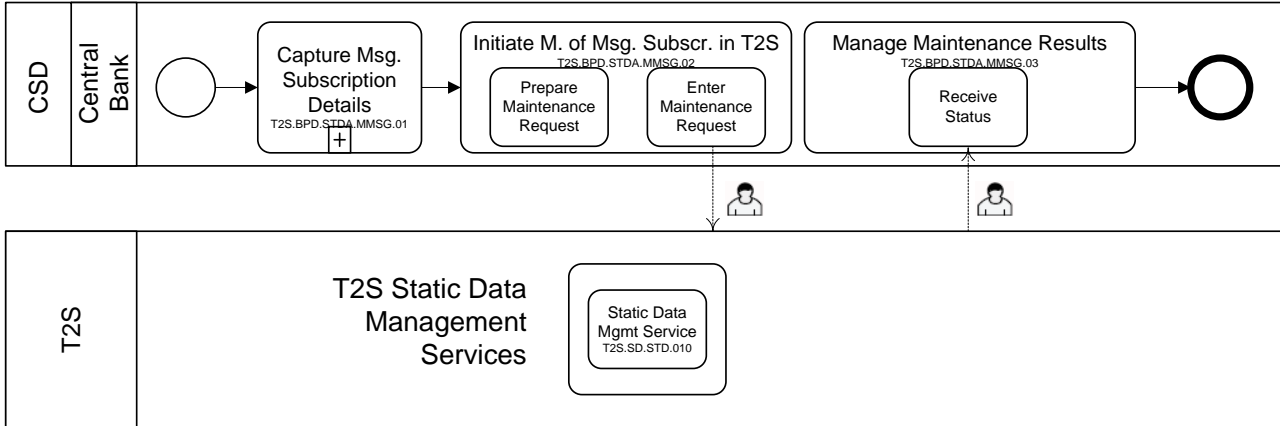 CSD
Central
Bank
Capture Msg.
Subscription
Details
T2S.BPD.STDA.MMSG.01
+
Initiate M. of Msg. Subscr. in T2S
T2S.BPD.STDA.MMSG.02
Prepare
Maintenance
Request
Enter
Maintenance
Request
Manage Maintenance Results
T2S.BPD.STDA.MMSG.03
Receive
Status
T2S
T2S Static Data
Management
Services
Static Data
Mgmt Service
T2S.SD.STD.010